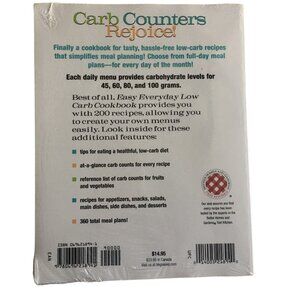 Carb Counters
Rejoice!
Finally a cookbook for tasty, hassle-free low-carb recipes
that simplifies meal planning! Choose from full-day meal
plans—for every day of the month!
Each daily menu provides carbohydrate levels for
45, 60, 80, and 100 grams.
Best of all, Easy Everyday Low
Carb Cookbook provides you
with 200 recipes, allowing you
to create your own menus
easily. Look inside for these
additional features:
tips for eating a healthful, low-carb diet
at-a-glance carb counts for every recipe
reference list of carb counts for fruits
and vegetables
recipes for appetizers, snacks, salads,
main dishes, side dishes, and desserts
360 total meal plans!
90000
EAN
$14.95
UPC